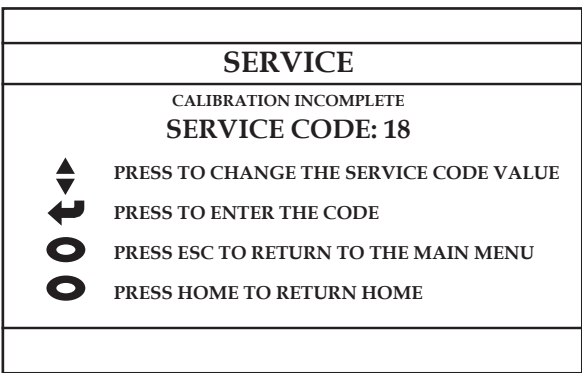 SERVICE
CALIBRATION INCOMPLETE
SERVICE CODE: 18
PRESS TO CHANGE THE SERVICE CODE VALUE
PRESS TO ENTER THE CODE
PRESS ESC TO RETURN TO THE MAIN MENU
PRESS HOME TO RETURN HOME